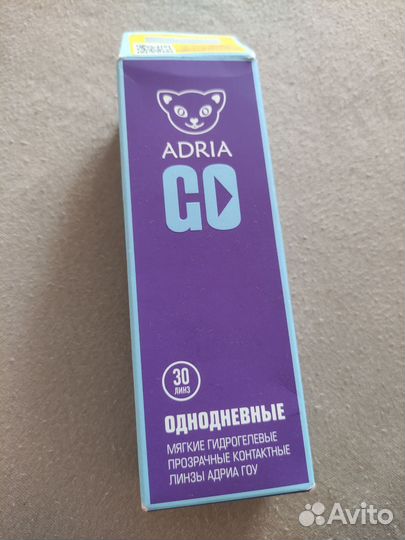 ADRIA
GO
30
ЛИНЗ
ОДНОДНЕВНЫЕ
МЯГКИЕ ГИДРОГЕЛЕВЫЕ
ПРОЗРАЧНЫЕ КОНТАКТНЫЕ
ЛИНЗЫ АДРИА ГОУ
Avito